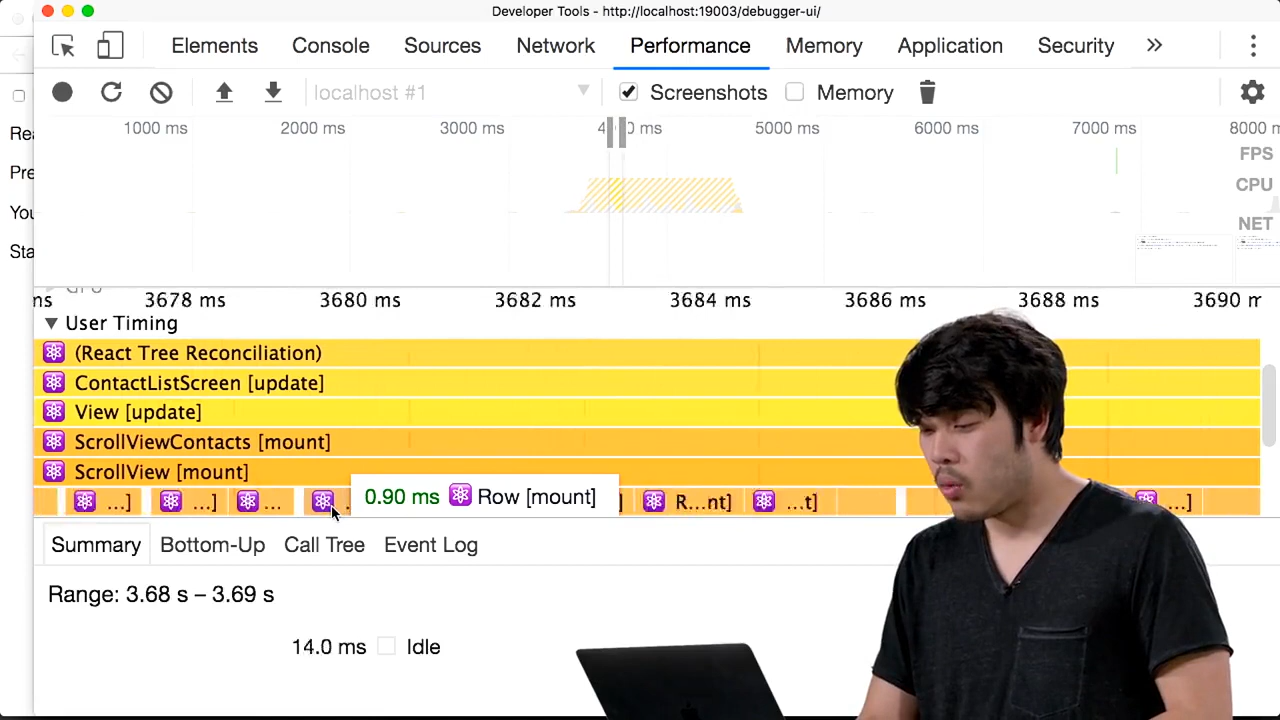 Developer Tools - http://localhost:19003/debugger-ui/
Elements Console Sources Network Performance Memory Application Security
localhost #1 Screenshots Memory
1000 ms 2000 ms 3000 ms ms 5000 ms 6000 ms 7000 ms 8000 m
FPS
CPU
NET
Rea
Pre
You
Sta
GPU
ms 3678 ms 3680 ms 3682 ms 3684 ms 3686 ms 3688 ms 3690 m
User Timing
(React Tree Reconciliation)
ContactListScreen [update]
View [update]
ScrollViewContacts [mount]
ScrollView [mount]
...] ...] ... . 0.90 ms Row [mount] ] R...nt] ...t] ...]
Summary Bottom-Up Call Tree Event Log
Range: 3.68 s – 3.69 s
14.0 ms Idle